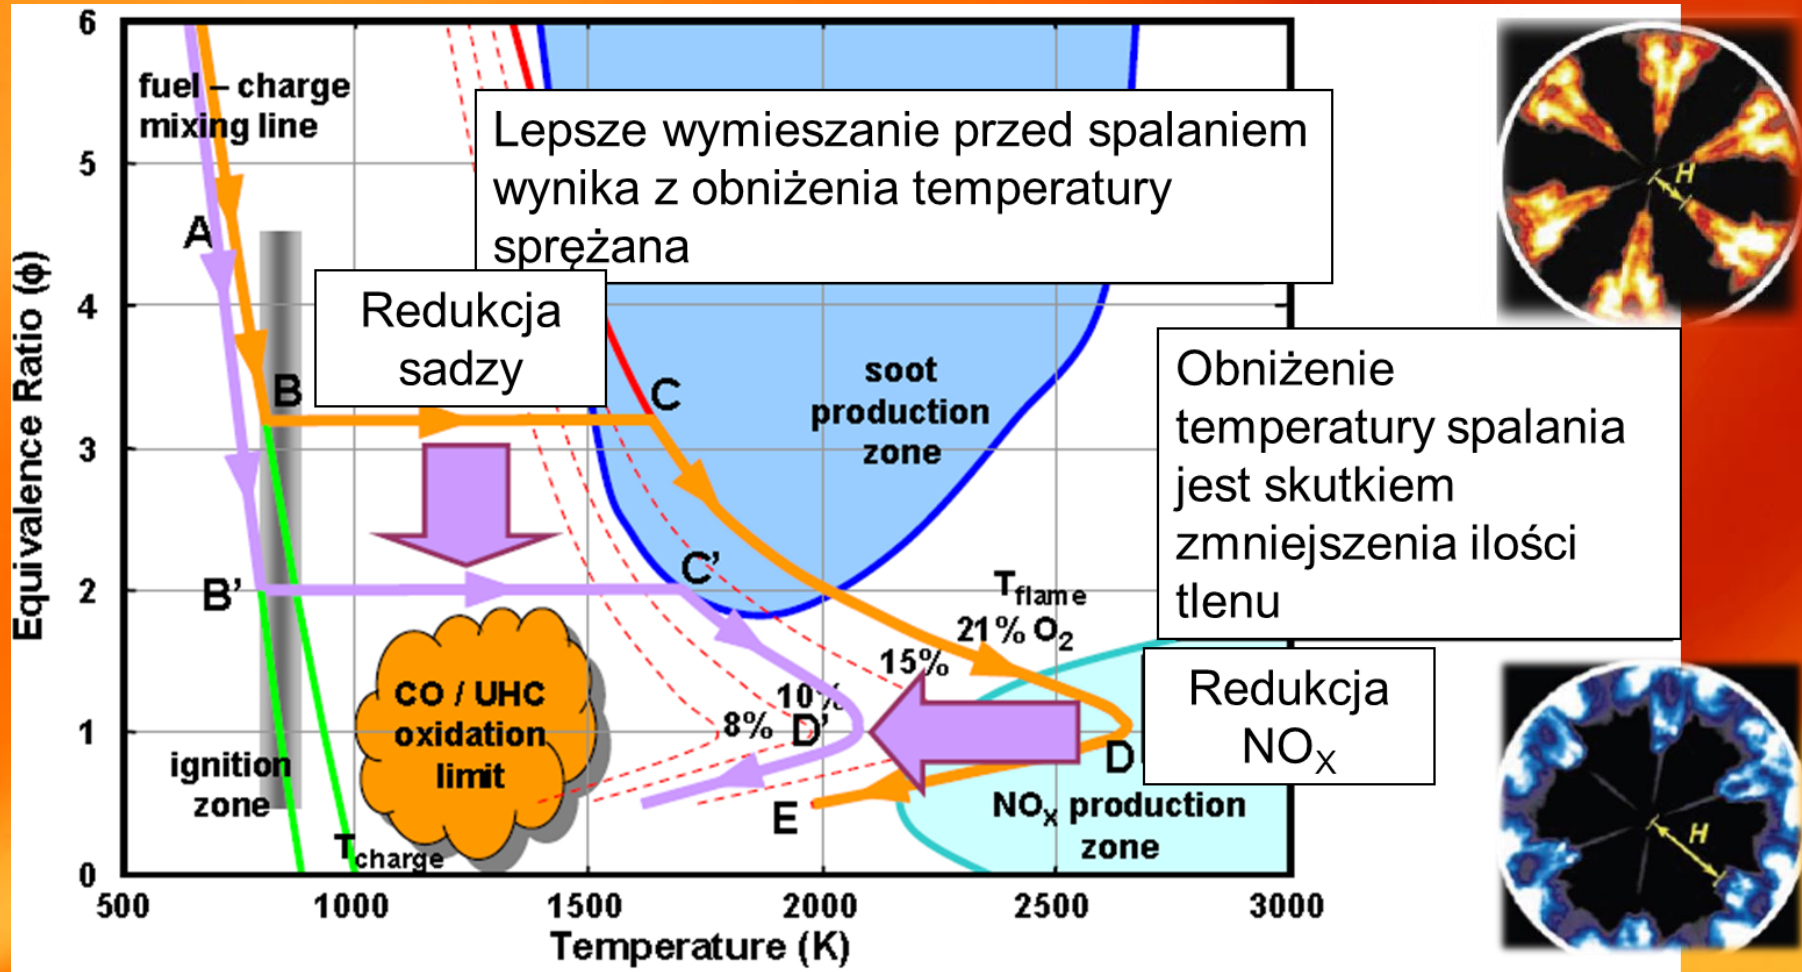 6
fuel – charge
mixing line
5
Lepsze wymieszanie przed spalaniem
wynika z obniżenia temperatury
sprężana
A
H
4
Redukcja
sadzy
B
C
soot
production
zone
Obniżenie
temperatury spalania
jest skutkiem
zmniejszenia ilości
tlenu
3
Equivalence Ratio (ϕ)
2
B’
C’
Tflame
21% O2
15%
10%
8%
D’
1
CO / UHC
oxidation
limit
D
Redukcja
NOX
ignition
zone
E
NOx production
zone
H
Tcharge
0
500
1000
1500
2000
2500
3000
Temperature (K)